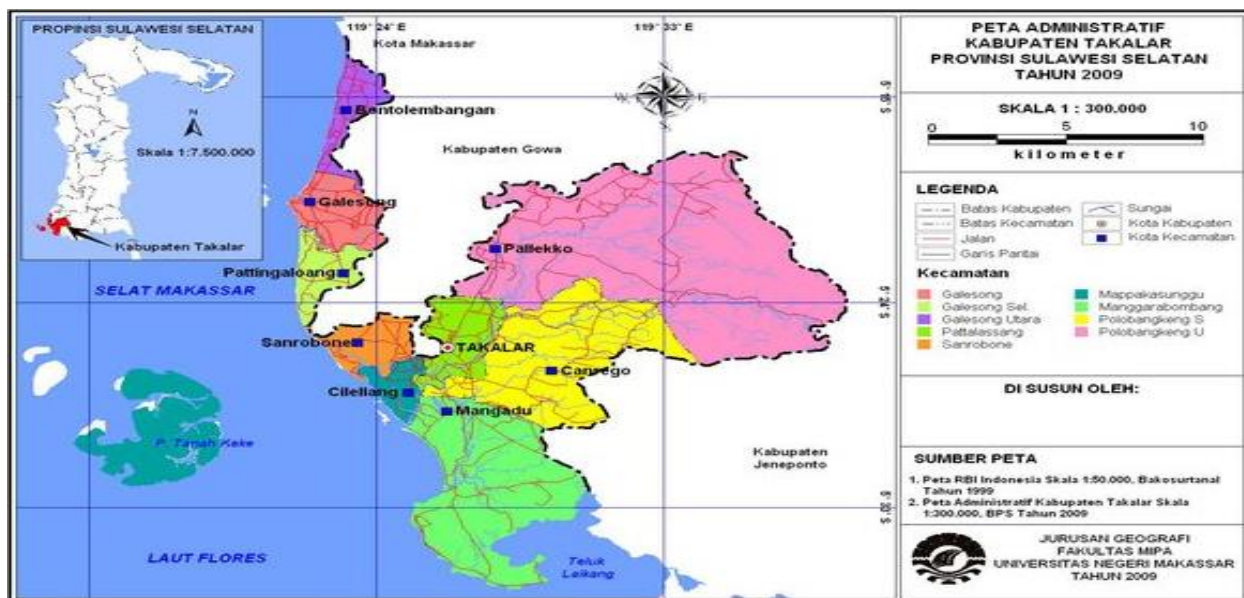 PROPINSI SULAWESI SELATAN
N
Skala 1:7.500.000
Kabupaten Takalar
119° 24' E
119° 33' E
Kota Makassar
W
E
Bontolembangan
Kabupaten Gowa
Galesong
Pallekko
Pattingaloang
SELAT MAKASSAR
5°24' S
Sanrobone
TAKALAR
Canrego
Cilellang
Mangadu
P. Tanah Keke
Kabupaten
Jeneponto
5°30' S
LAUT FLORES
Teluk
Laikang
PETA ADMINISTRATIF
KABUPATEN TAKALAR
PROVINSI SULAWESI SELATAN
TAHUN 2009
SKALA 1 : 300.000
0 5 10
kilometer
LEGENDA
Batas Kabupaten
Batas Kecamatan
Jalan
Garis Pantai
Sungai
Kota Kabupaten
Kota Kecamatan
Kecamatan
Galesong
Galesong Sel.
Galesong Utara
Pattalassang
Sanrobone
Mappakasunggu
Manggarabombang
Polobangkeng S
Polobangkeng U
DI SUSUN OLEH:
SUMBER PETA
1. Peta RBI Indonesia Skala 1:50.000, Bakosurtanal
Tahun 1999
2. Peta Administratif Kabupaten Takalar Skala
1:300.000, BPS Tahun 2009
JURUSAN GEOGRAFI
FAKULTAS MIPA
UNIVERSITAS NEGERI MAKASSAR
TAHUN 2009